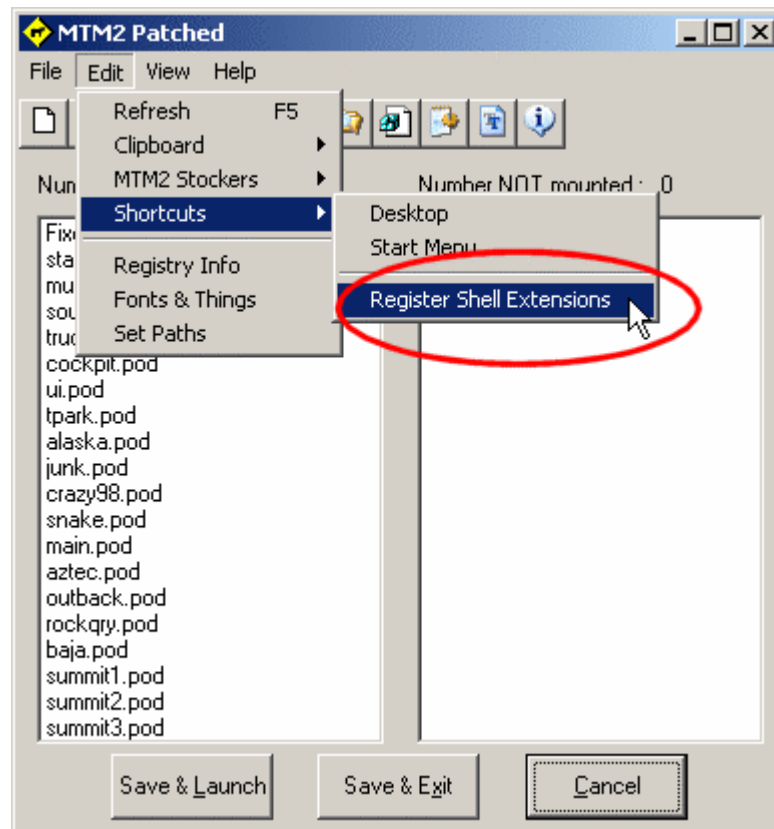 MTM2 Patched
File Edit View Help
Refresh F5
Clipboard
MTM2 Stockers
Shortcuts
Registry Info
Fonts & Things
Set Paths
Desktop
Start Menu
Register Shell Extensions
Number NOT mounted : 0
cockpit.pod
ui.pod
tpark.pod
alaska.pod
junk.pod
crazy98.pod
snake.pod
main.pod
aztec.pod
outback.pod
rockqry.pod
baja.pod
summit1.pod
summit2.pod
summit3.pod
Save & Launch Save & Exit Cancel